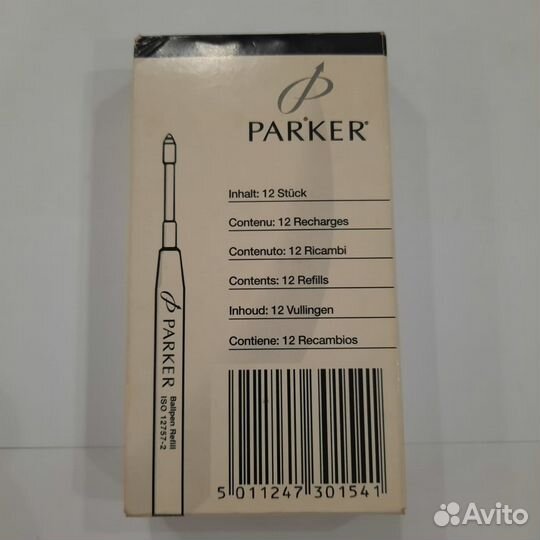 PARKER
Inhalt: 12 Stück
Contenu: 12 Recharges
Contenuto: 12 Ricambi
Contents: 12 Refills
Inhoud: 12 Vullingen
Contiene: 12 Recambios
PARKER
Ballpen Refill
ISO 12757-2
5 011247 301541
Avito